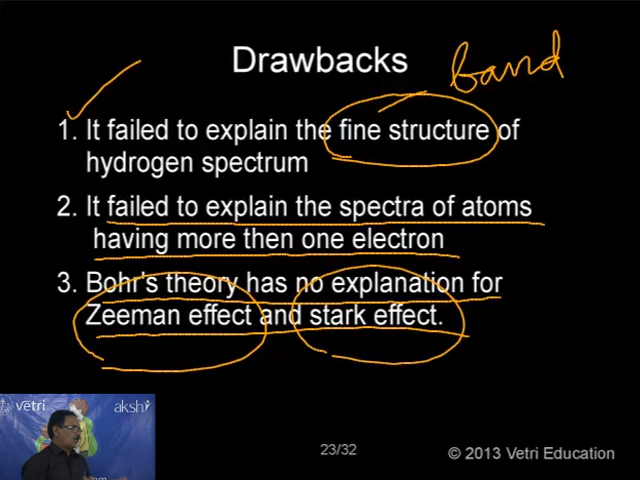 Drawbacks
band
1. It failed to explain the fine structure of
hydrogen spectrum
2. It failed to explain the spectra of atoms
having more then one electron
3. Bohr's theory has no explanation for
Zeeman effect and stark effect.
vetri
akshi
23/32
© 2013 Vetri Education